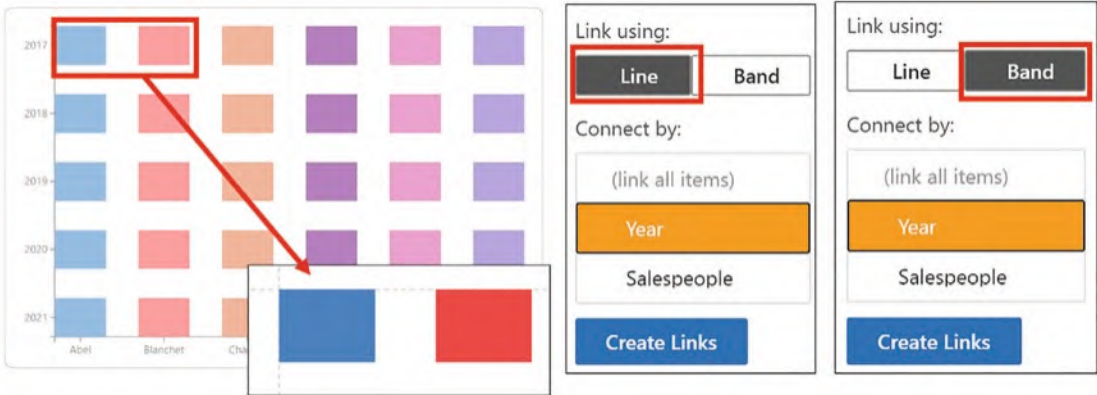 2017
2018
2019
2020
2021
Abel
Blanchet
Cha
Link using:
Line
Band
Connect by:
(link all items)
Year
Salespeople
Create Links
Link using:
Line
Band
Connect by:
(link all items)
Year
Salespeople
Create Links